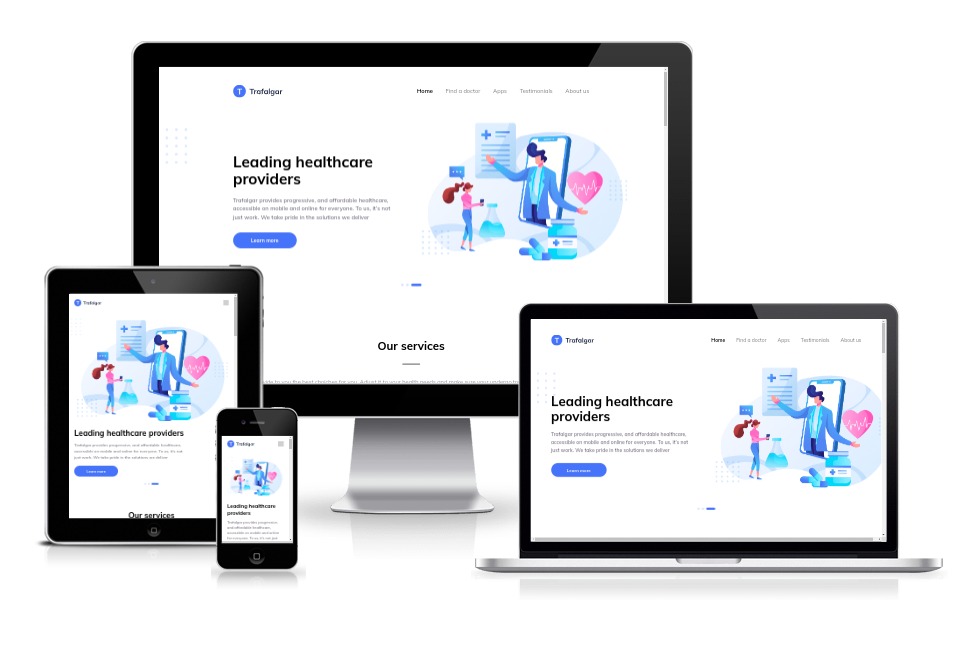 T Trafalgar
Home Find a doctor Apps Testimonials About us
Leading healthcare
providers
Trafalgar provides progressive, and affordable healthcare,
accessible on mobile and online for everyone. To us, it's not
just work. We take pride in the solutions we deliver
Learn more
Our services
T Trafalgar
Leading healthcare providers
Trafalgar provides progressive, and affordable healthcare,
accessible on mobile and online for everyone. To us, it's not
just work. We take pride in the solutions we deliver
Learn more
Our services
T Trafalgar
Leading healthcare
providers
Trafalgar provides progressive,
and affordable healthcare,
accessible on mobile and online
for everyone. To us, it's not just
T Trafalgar
Home Find a doctor Apps Testimonials About us
Leading healthcare
providers
Trafalgar provides progressive, and affordable healthcare,
accessible on mobile and online for everyone. To us, it's not
just work. We take pride in the solutions we deliver
Learn more